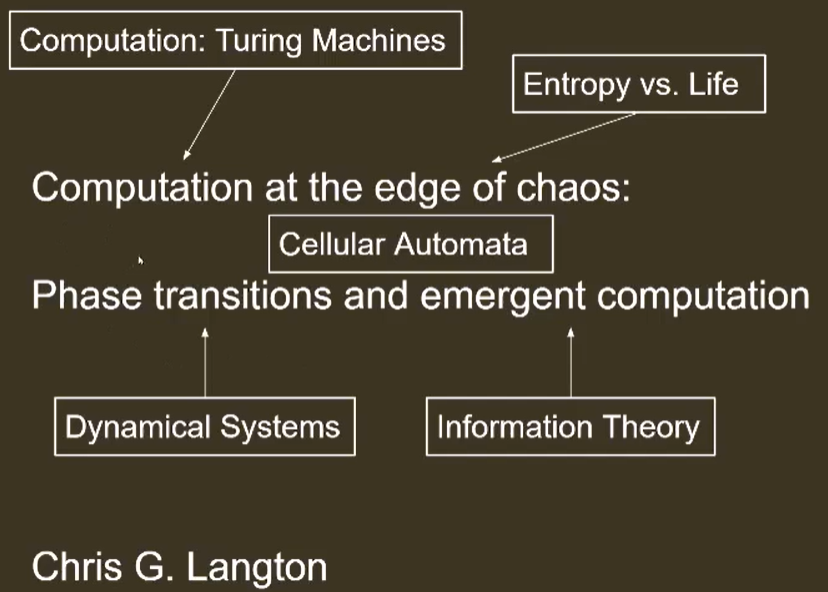 Computation: Turing Machines
Entropy vs. Life
Computation at the edge of chaos:
Cellular Automata
Phase transitions and emergent computation
Dynamical Systems
Information Theory
Chris G. Langton